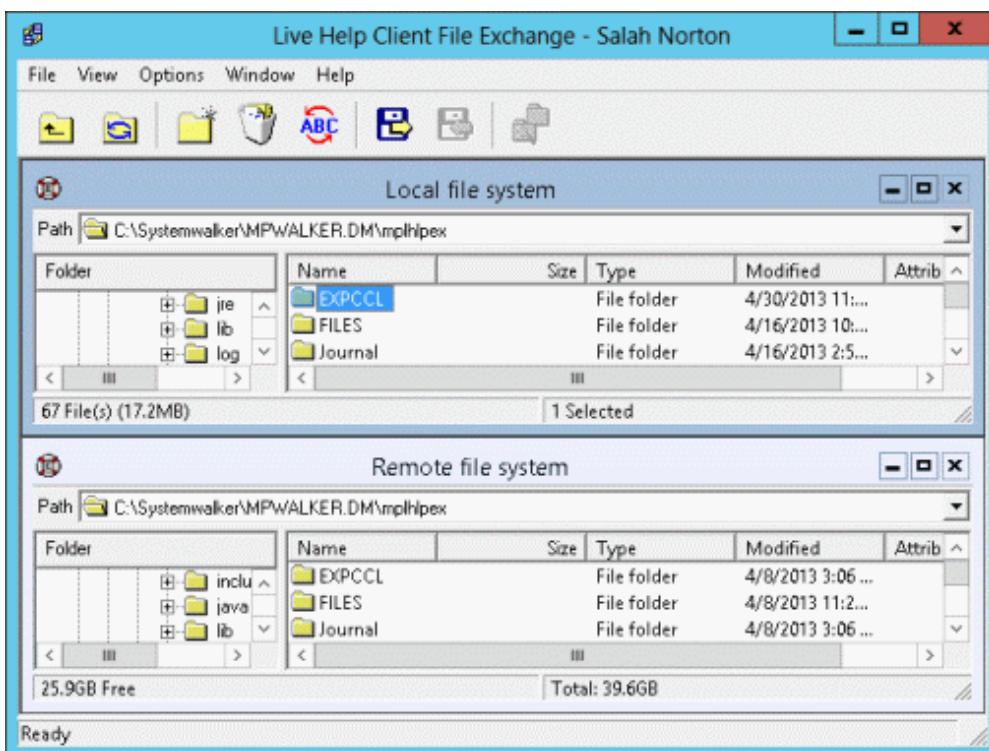 Live Help Client File Exchange - Salah Norton
File View Options Window Help
ABC
Local file system
Path C:\Systemwalker\MPWALKER.DM\mplhlpex
Folder Name Size Type Modified Attrib
jre EXPCCL File folder 4/30/2013 11:...
lib FILES File folder 4/16/2013 10:...
log Journal File folder 4/16/2013 2:5...
67 File(s) (17.2MB) 1 Selected
Remote file system
Path C:\Systemwalker\MPWALKER.DM\mplhlpex
Folder Name Size Type Modified Attrib
inclu EXPCCL File folder 4/8/2013 3:06 ...
java FILES File folder 4/8/2013 11:2...
lib Journal File folder 4/8/2013 3:06 ...
25.9GB Free Total: 39.6GB
Ready